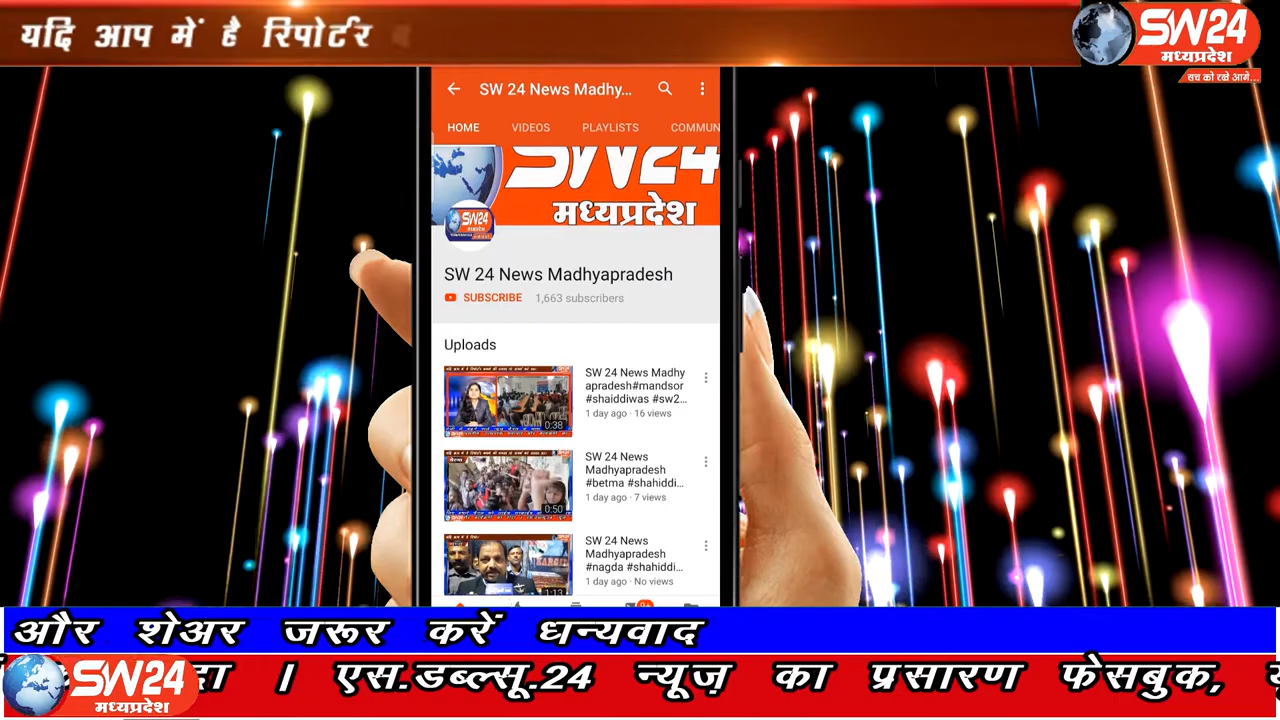 यदि आप में है रिपोर्टर
SW24
मध्यप्रदेश
सच को रखे आगे...
SW 24 News Madhy...
HOME VIDEOS PLAYLISTS COMMUN
SW24
मध्यप्रदेश
SW24
SW 24 News Madhyapradesh
SUBSCRIBE 1,663 subscribers
Uploads
SW 24 News Madhy
apradesh#mandsor
#shaiddiwas #sw2...
1 day ago · 16 views
0:38
SW 24 News
Madhyapradesh
#betma #shahiddi...
1 day ago · 7 views
0:50
SW 24 News
Madhyapradesh
#nagda #shahiddi...
1 day ago · No views
1:13
और शेअर जरूर करें धन्यवाद
। एस.डब्ल्सू.24 न्यूज़ का प्रसारण फेसबुक,
SW24
मध्यप्रदेश